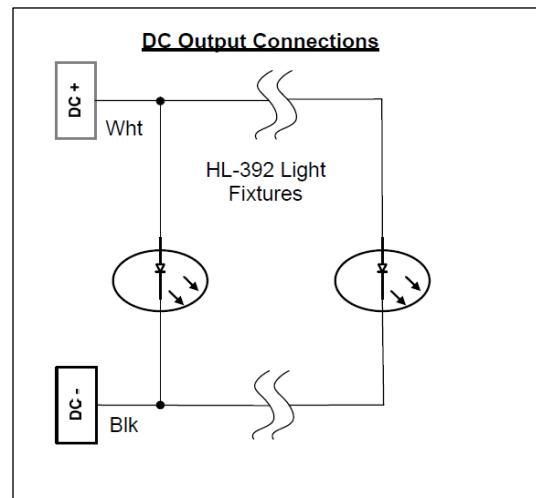 DC Output Connections
DC +
Wht
HL-392 Light
Fixtures
DC -
Blk